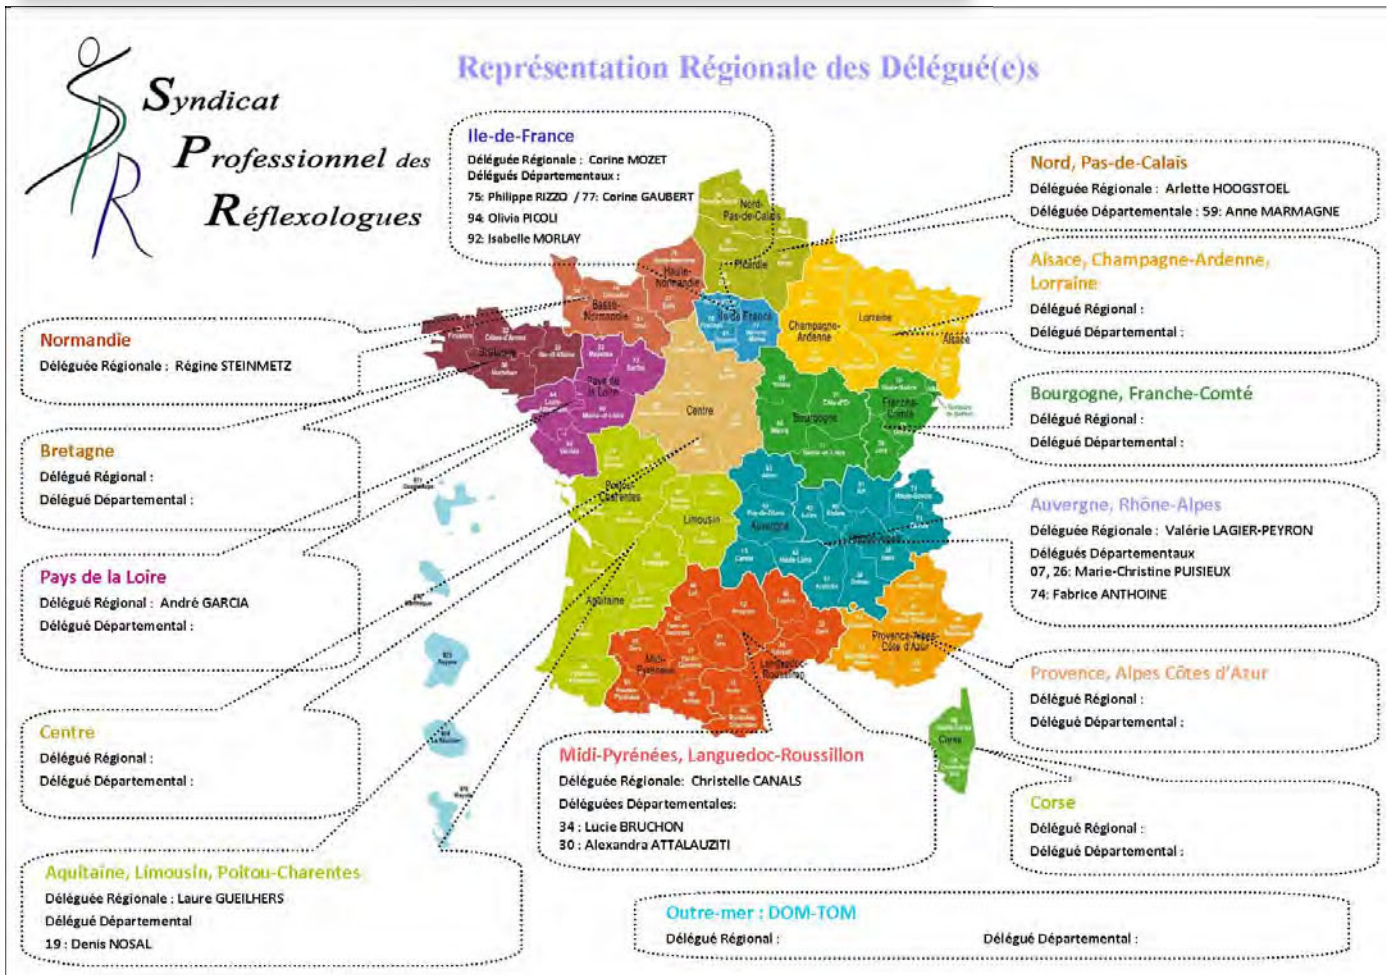 Syndicat
Professionnel des
Réflexologues
Représentation Régionale des Délégué(e)s
Ile-de-France
Déléguée Régionale : Corine MOZET
Délégués Départementaux :
75: Philippe RIZZO / 77: Corine GAUBERT
94: Olivia PICOLI
92: Isabelle MORLAY
Nord, Pas-de-Calais
Déléguée Régionale : Arlette HOOGSTOEL
Déléguée Départementale : 59: Anne MARMAGNE
Alsace, Champagne-Ardenne,
Lorraine
Délégué Régional :
Délégué Départemental :
Normandie
Déléguée Régionale : Régine STEINMETZ
Bourgogne, Franche-Comté
Délégué Régional :
Délégué Départemental :
Bretagne
Délégué Régional :
Délégué Départemental :
Auvergne, Rhône-Alpes
Déléguée Régionale : Valérie LAGIER-PEYRON
Délégués Départementaux
07, 26: Marie-Christine PUISIEUX
74: Fabrice ANTHOINE
Pays de la Loire
Délégué Régional : André GARCIA
Délégué Départemental :
Provence, Alpes Côtes d'Azur
Délégué Régional :
Délégué Départemental :
Centre
Délégué Régional :
Délégué Départemental :
Midi-Pyrénées, Languedoc-Roussillon
Déléguée Régionale: Christelle CANALS
Déléguées Départementales:
34 : Lucie BRUCHON
30 : Alexandra ATTALAUZITI
Corse
Délégué Régional :
Délégué Départemental :
Aquitaine, Limousin, Poitou-Charentes
Déléguée Régionale : Laure GUEILHERS
Délégué Départemental
19 : Denis NOSAL
Outre-mer : DOM-TOM
Délégué Régional : Délégué Départemental :
Nord-
Pas-de-Calais
Picardie
Haute-
Normandie
Basse-
Normandie
Ile de France
Champagne-
Ardenne
Lorraine
Alsace
Bretagne
Pays de
la Loire
Centre
Bourgogne
Franche-
Comté
Poitou-
Charentes
Limousin
Auvergne
Aquitaine
Midi-
Pyrénées
Languedoc-
Roussillon
Provence-Alpes-
Côte d'Azur
Corse